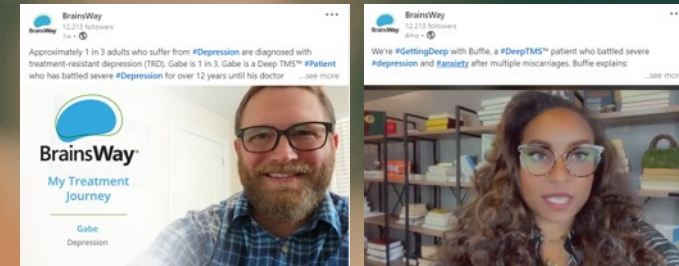 BrainsWay
12,213 followers
1w •
Approximately 1 in 3 adults who suffer from #Depression are diagnosed with
treatment-resistant depression (TRD). Gabe is 1 in 3. Gabe is a Deep TMS™ #Patient
who has battled severe #Depression for over 12 years until his doctor ...see more
BrainsWay
My Treatment
Journey
Gabe
Depression
BrainsWay
12,213 followers
4mo •
We're #GettingDeep with Buffie, a #DeepTMS™ patient who battled severe
#depression and #anxiety after multiple miscarriages. Buffie explains:
...see more